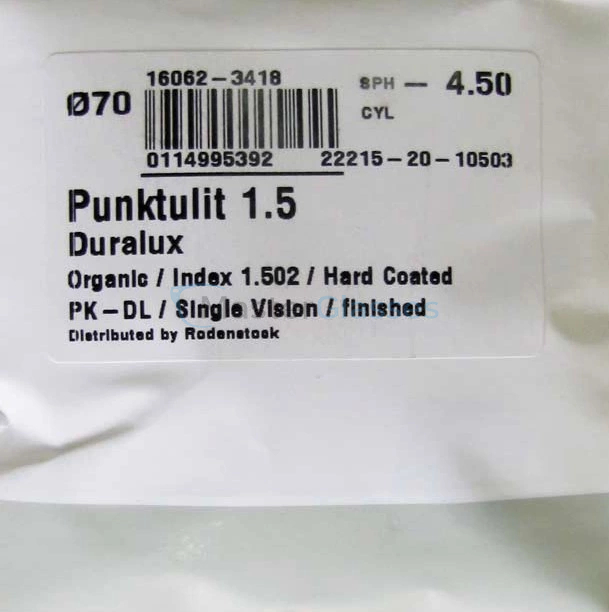 16062-3418
SPH - 4.50
Ø70
CYL
0114995392 22215-20-10503
Punktulit 1.5
Duralux
Organic / Index 1.502 / Hard Coated
PK-DL / Single Vision / finished
Distributed by Rodenstock